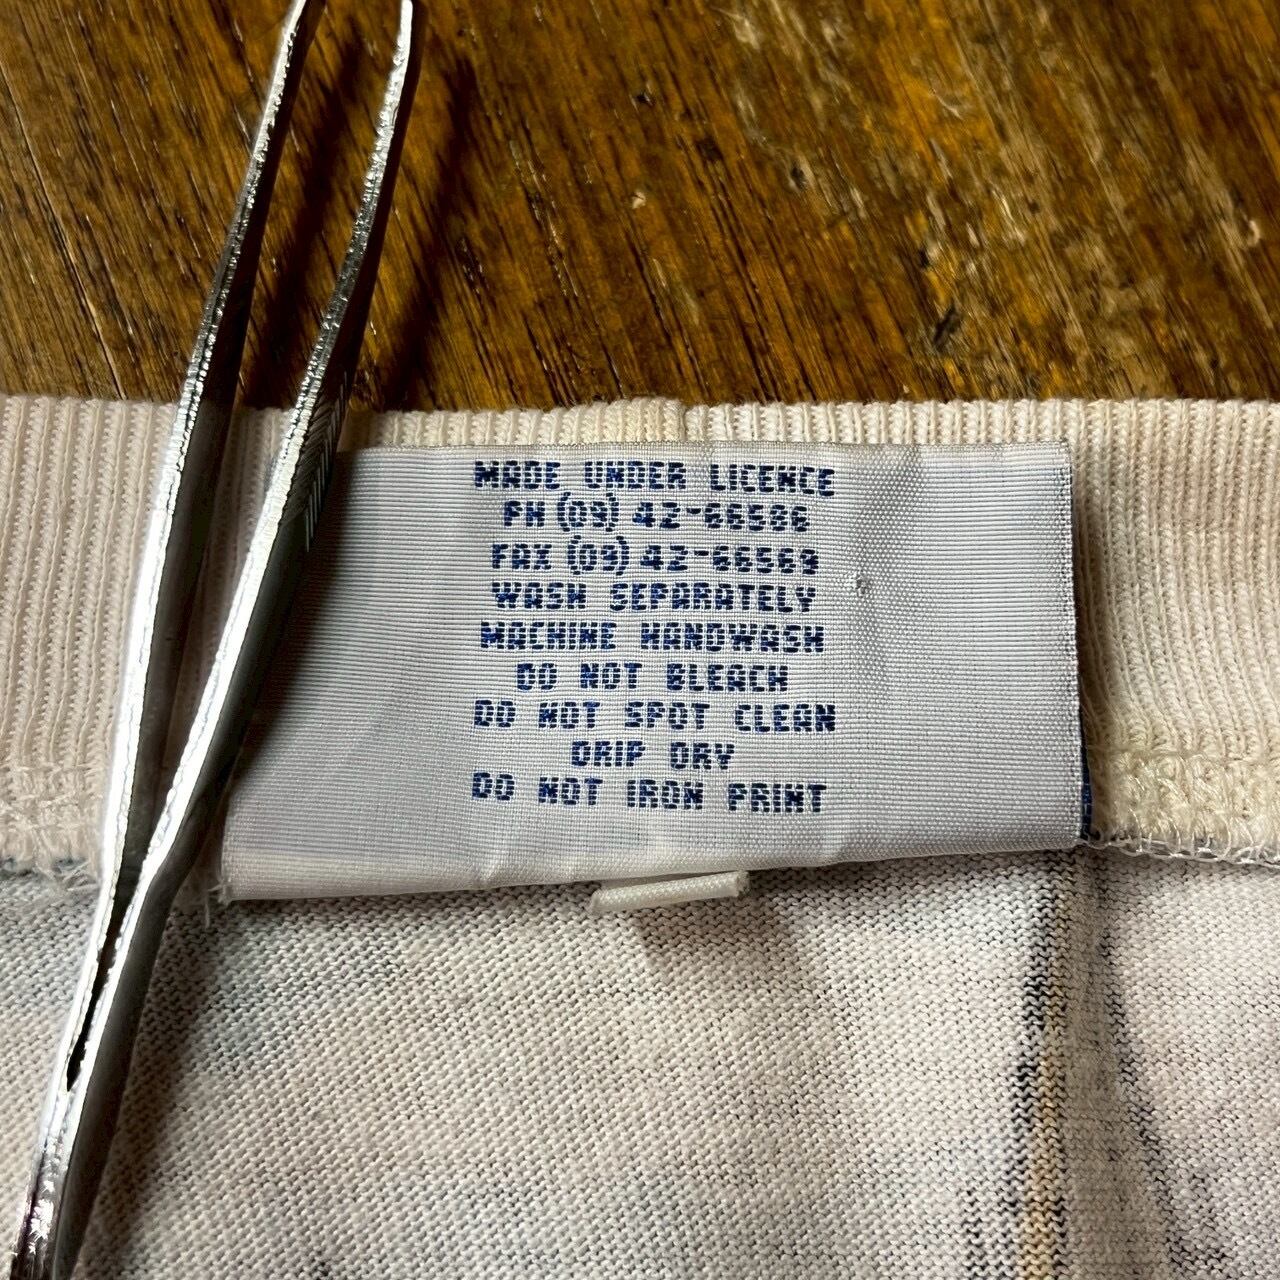 MADE UNDER LICENCE
PH (09) 42-66586
FAX (09) 42-66569
WASH SEPARATELY
MACHINE HANDWASH
DO NOT BLEACH
DO NOT SPOT CLEAN
DRIP DRY
DO NOT IRON PRINT